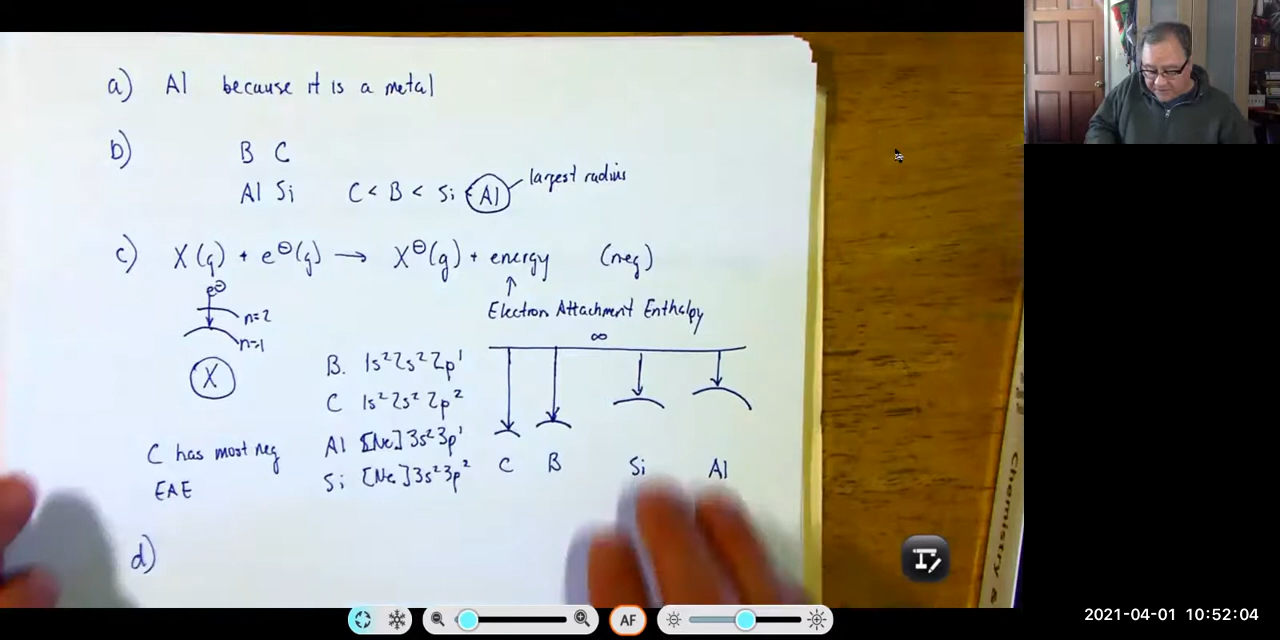 a) Al because it is a metal
b) B C
Al Si C < B < Si < Al largest radius
c) X(g) + e⊖(g) → X⊖(g) + energy (neg)
↑
Electron Attachment Enthalpy
e⊖
n=2
n=1
X
∞
B. 1s²2s²2p¹
C 1s²2s²2p²
Al [Ne]3s²3p¹
Si [Ne]3s²3p²
C has most neg
EAE
C B Si Al
d)
Chemistry &
AF
2021-04-01 10:52:04